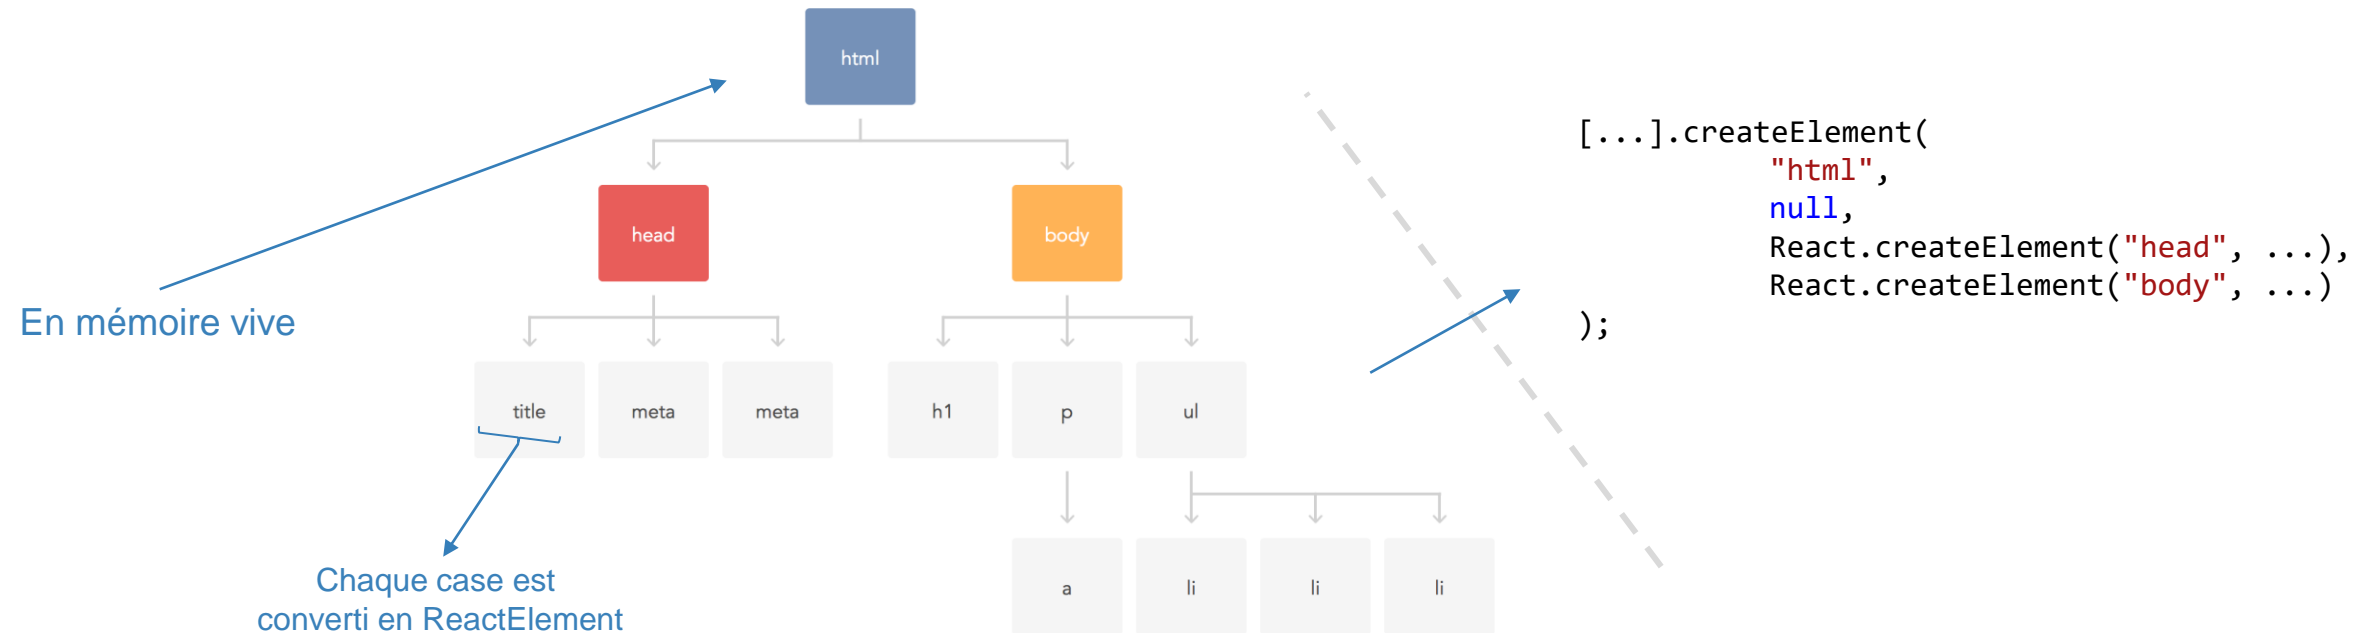 html
[...].createElement(
"html",
null,
head
body
React.createElement("head", ...),
React.createElement("body", ...)
);
En mémoire vive
title
meta
meta
h1
p
ul
Chaque case est
converti en ReactElement
a
li
li
li